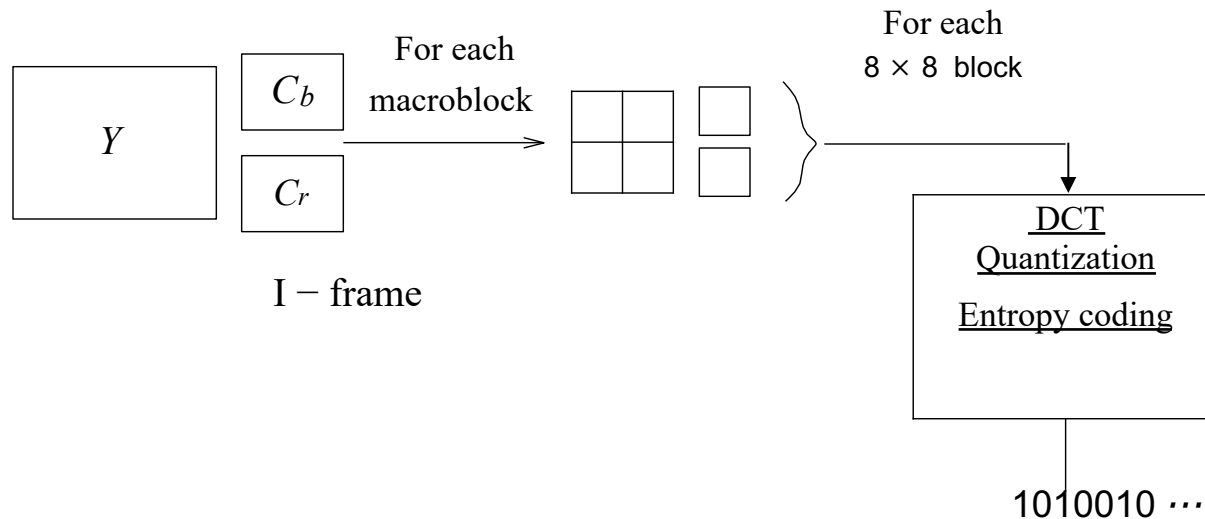 Y
Cb
Cr
I − frame
For each
macroblock
For each
8 × 8 block
DCT
Quantization
Entropy coding
1010010 ···